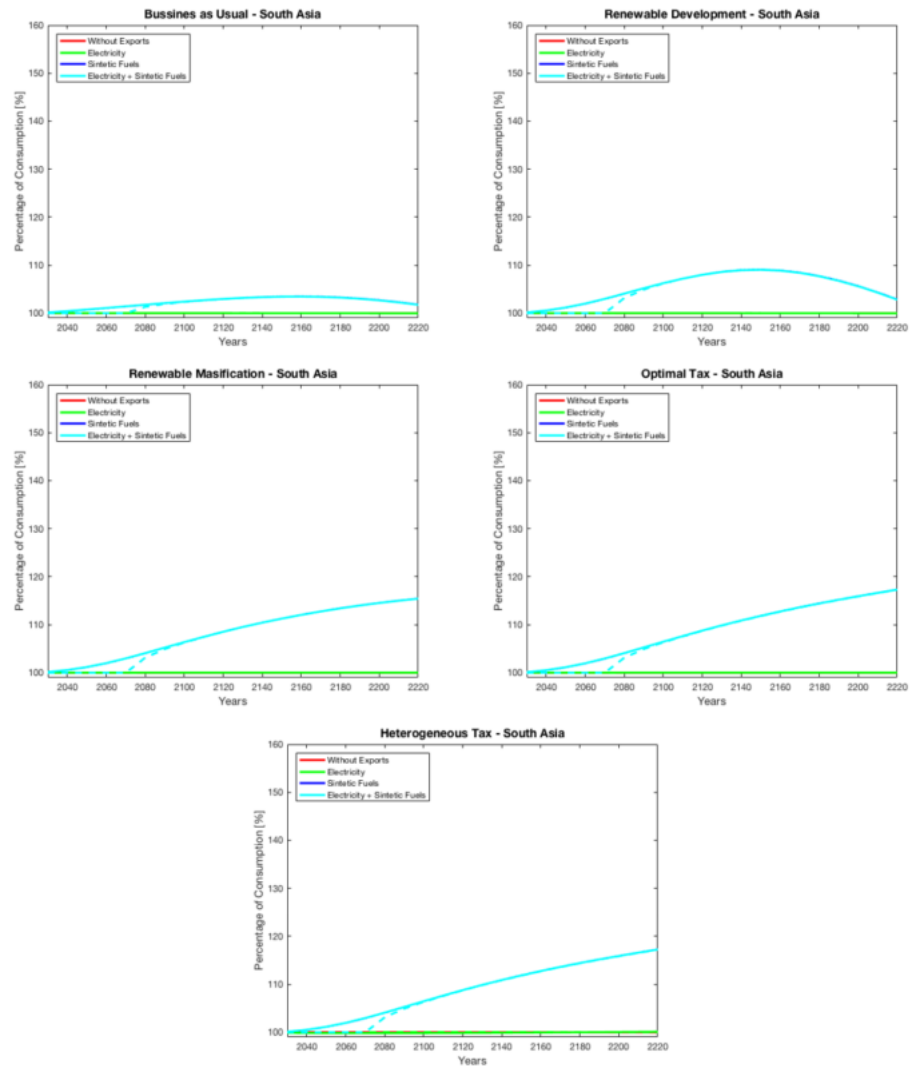 Bussines as Usual - South Asia
Without Exports
Electricity
Sintetic Fuels
Electricity + Sintetic Fuels
Percentage of Consumption [%]
160
150
140
130
120
110
100
2040 2060 2080 2100 2120 2140 2160 2180 2200 2220
Years
Renewable Development - South Asia
Without Exports
Electricity
Sintetic Fuels
Electricity + Sintetic Fuels
Percentage of Consumption [%]
160
150
140
130
120
110
100
2040 2060 2080 2100 2120 2140 2160 2180 2200 2220
Years
Renewable Masification - South Asia
Without Exports
Electricity
Sintetic Fuels
Electricity + Sintetic Fuels
Percentage of Consumption [%]
160
150
140
130
120
110
100
2040 2060 2080 2100 2120 2140 2160 2180 2200 2220
Years
Optimal Tax - South Asia
Without Exports
Electricity
Sintetic Fuels
Electricity + Sintetic Fuels
Percentage of Consumption [%]
160
150
140
130
120
110
100
2040 2060 2080 2100 2120 2140 2160 2180 2200 2220
Years
Heterogeneous Tax - South Asia
Without Exports
Electricity
Sintetic Fuels
Electricity + Sintetic Fuels
Percentage of Consumption [%]
160
150
140
130
120
110
100
2040 2060 2080 2100 2120 2140 2160 2180 2200 2220
Years